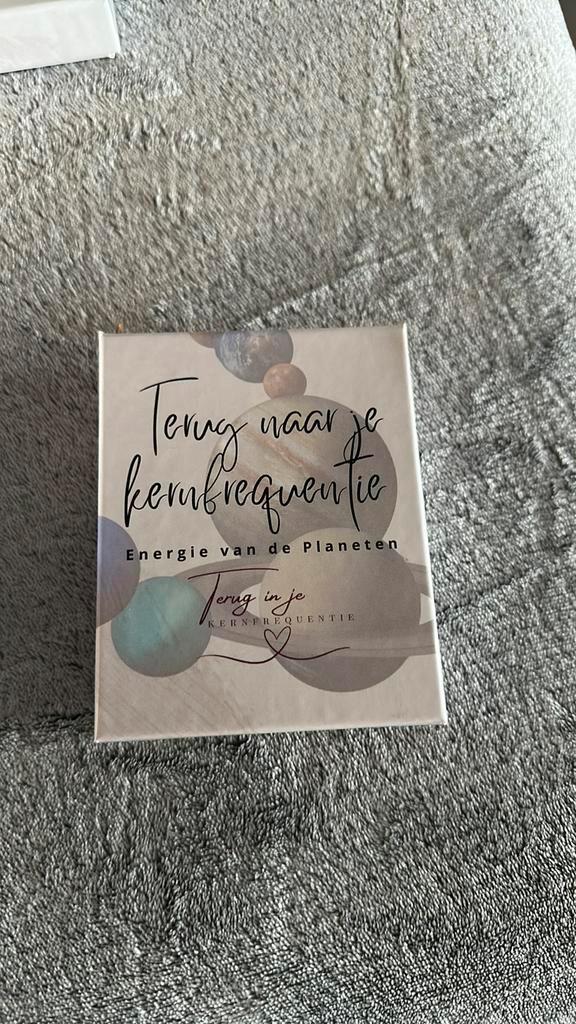 Terug naar je
kernfrequentie
Energie van de Planeten
Terug in je
KERNFREQUENTIE